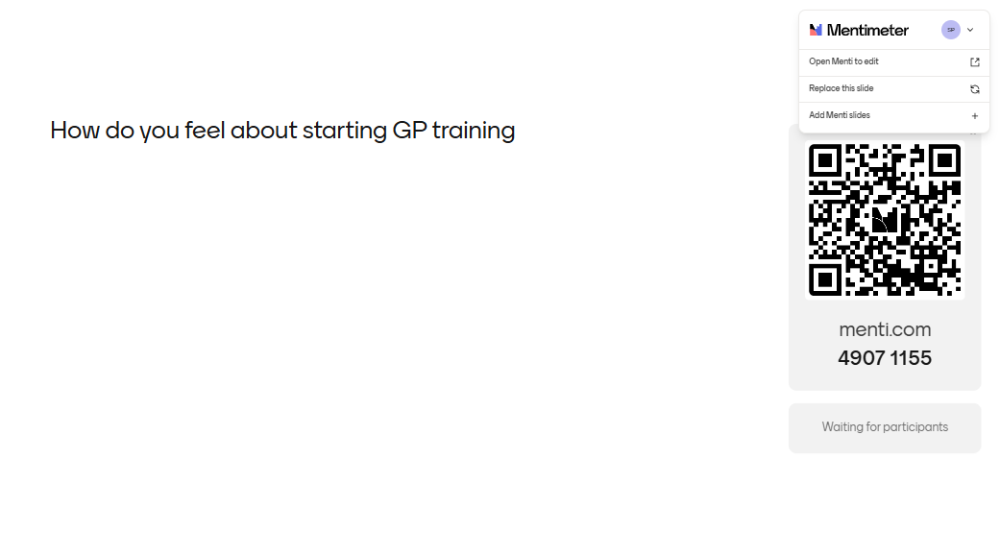 Mentimeter
SP
Open Menti to edit
Replace this slide
Add Menti slides
How do you feel about starting GP training
menti.com
4907 1155
Waiting for participants